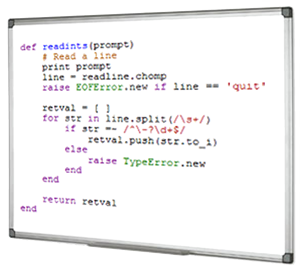 def readints(prompt)
# Read a line
print prompt
line = readline.chomp
raise EOFError.new if line == 'quit'
retval = [ ]
for str in line.split(/\s+/)
if str =~ /^\-?\d+$/
retval.push(str.to_i)
else
raise TypeError.new
end
end
return retval
end